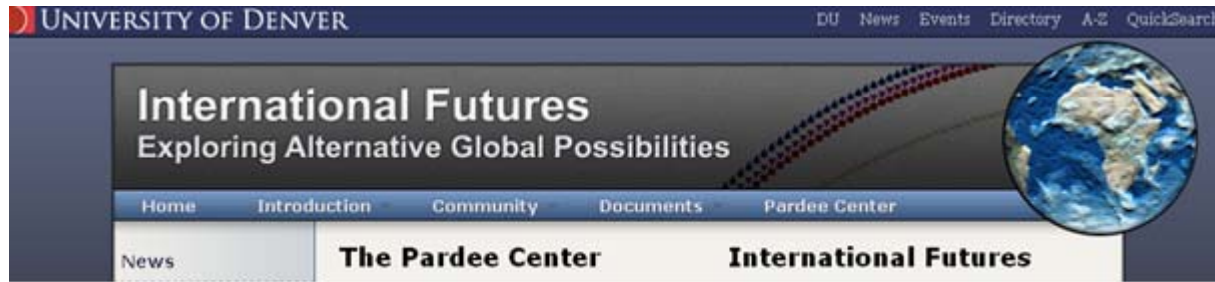 UNIVERSITY OF DENVER
DU News Events Directory A-Z QuickSearch
International Futures
Exploring Alternative Global Possibilities
Home Introduction Community Documents Pardee Center
News
The Pardee Center
International Futures